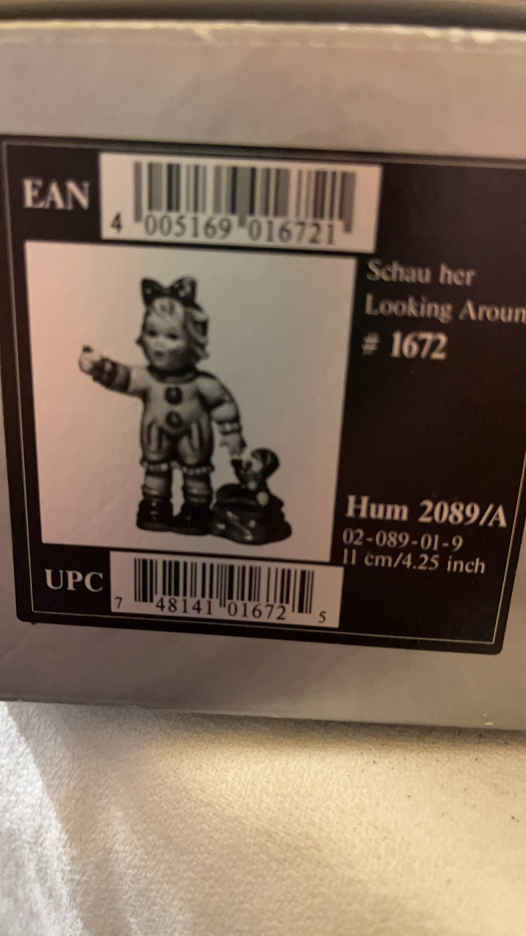 EAN
4 005169 016721
Schau her
Looking Aroun
# 1672
Hum 2089/A
02-089-01-9
11 cm/4.25 inch
UPC
7 48141 01672 5